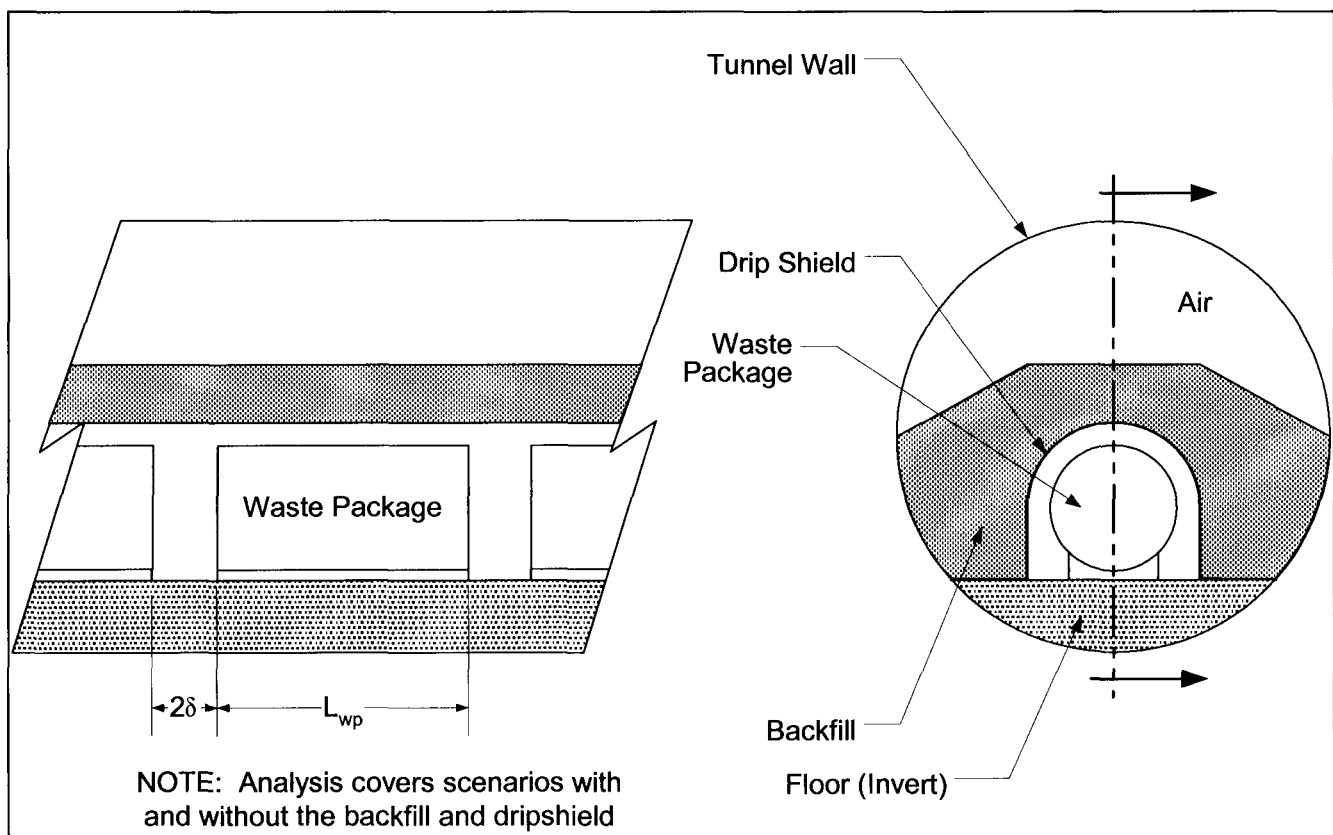 Tunnel Wall
Drip Shield
Air
Waste
Package
Waste Package
2δ
L_wp
Backfill
Floor (Invert)
NOTE: Analysis covers scenarios with
and without the backfill and dripshield